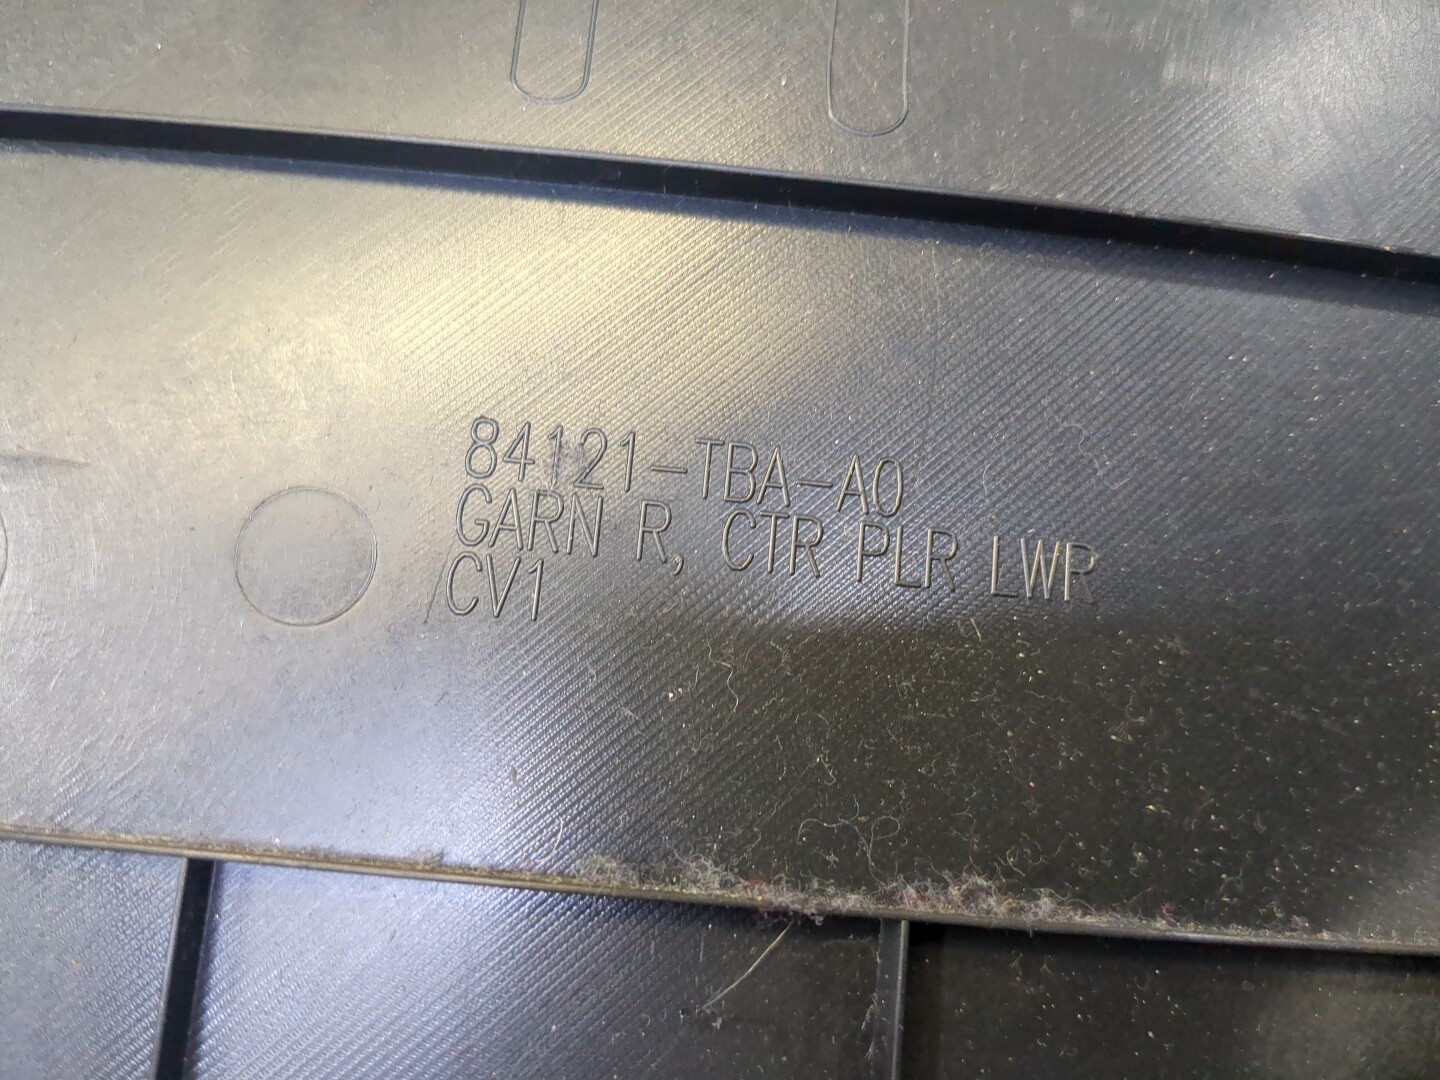 84121-TBA-A0
GARN R, CTR PLR LWR
/CV1